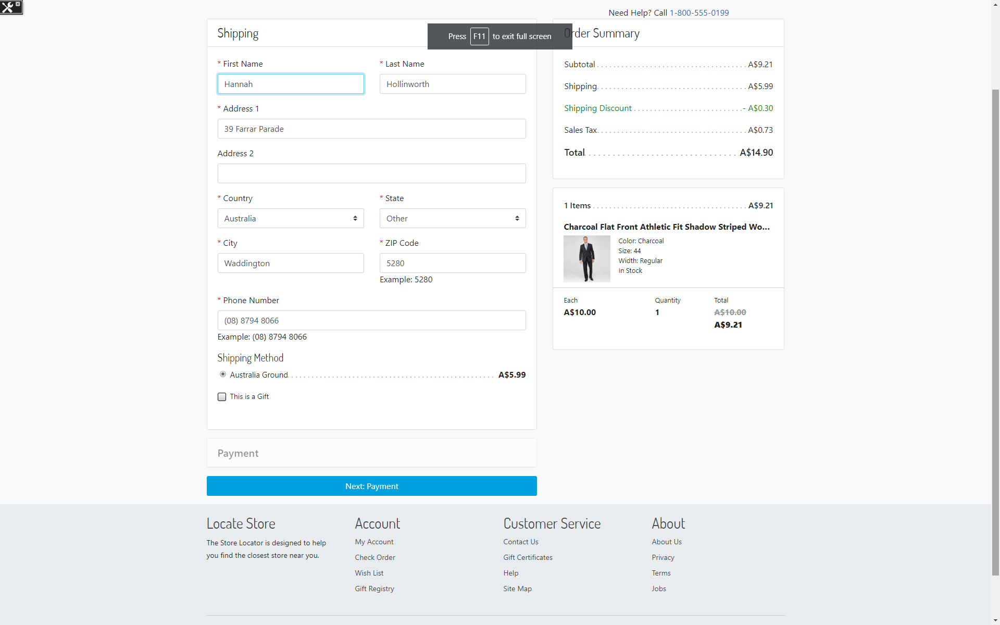 Need Help? Call 1-800-555-0199
Press F11 to exit full screen
Shipping
* First Name
* Last Name
Hannah
Hollinworth
* Address 1
39 Farrar Parade
Address 2
* Country
* State
Australia
Other
* City
* ZIP Code
Waddington
5280
Example: 5280
* Phone Number
(08) 8794 8066
Example: (08) 8794 8066
Shipping Method
Australia Ground A$5.99
This is a Gift
Payment
Next: Payment
Order Summary
Subtotal A$9.21
Shipping A$5.99
Shipping Discount - A$0.30
Sales Tax A$0.73
Total A$14.90
1 Items A$9.21
Charcoal Flat Front Athletic Fit Shadow Striped Wo...
Color: Charcoal
Size: 44
Width: Regular
In Stock
Each
Quantity
Total
A$10.00
1
A$10.00
A$9.21
Locate Store
The Store Locator is designed to help
you find the closest store near you.
Account
My Account
Check Order
Wish List
Gift Registry
Customer Service
Contact Us
Gift Certificates
Help
Site Map
About
About Us
Privacy
Terms
Jobs